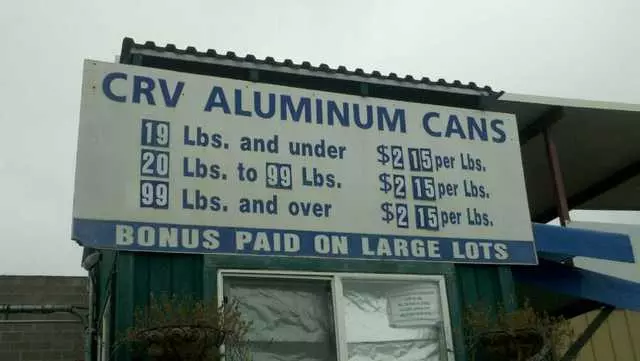 CRV ALUMINUM CANS
19 Lbs. and under $2 15 per Lbs.
20 Lbs. to 99 Lbs. $2 15 per Lbs.
99 Lbs. and over $2 15 per Lbs.
BONUS PAID ON LARGE LOTS